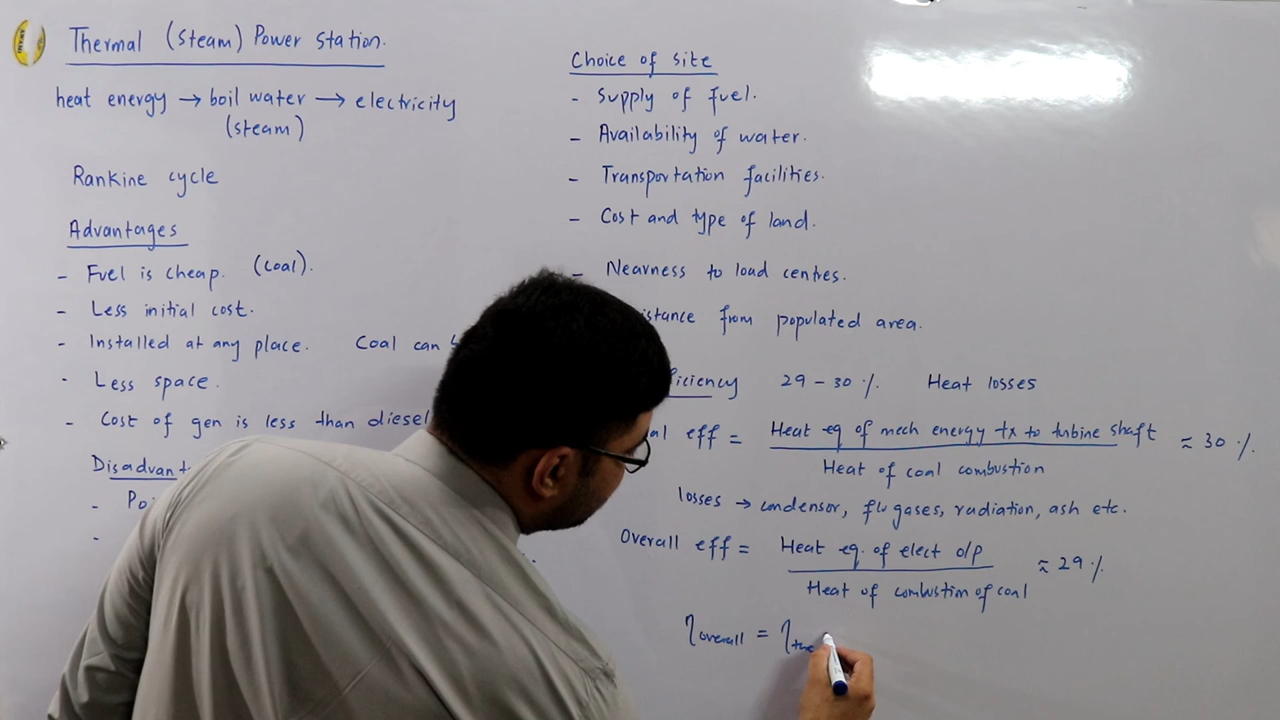 Thermal (Steam) Power Station.
heat energy → boil water → electricity
(steam)
Rankine cycle
Advantages
- Fuel is cheap. (Coal).
- Less initial cost.
- Installed at any place. Coal can
- Less space.
- Cost of gen is less than diesel
Disadvant
- Poi
-
Choice of site
- Supply of fuel.
- Availability of water.
- Transportation facilities.
- Cost and type of land.
- Nearness to load centres.
istance from populated area.
ficiency 29 - 30 %. Heat losses
al eff = Heat eq of mech energy tx to turbine shaft ≈ 30 %.
Heat of coal combustion
losses → condensor, flu gases, radiation, ash etc.
Overall eff = Heat eq. of elect o/p ≈ 29 %
Heat of combustion of coal
η overall = η the